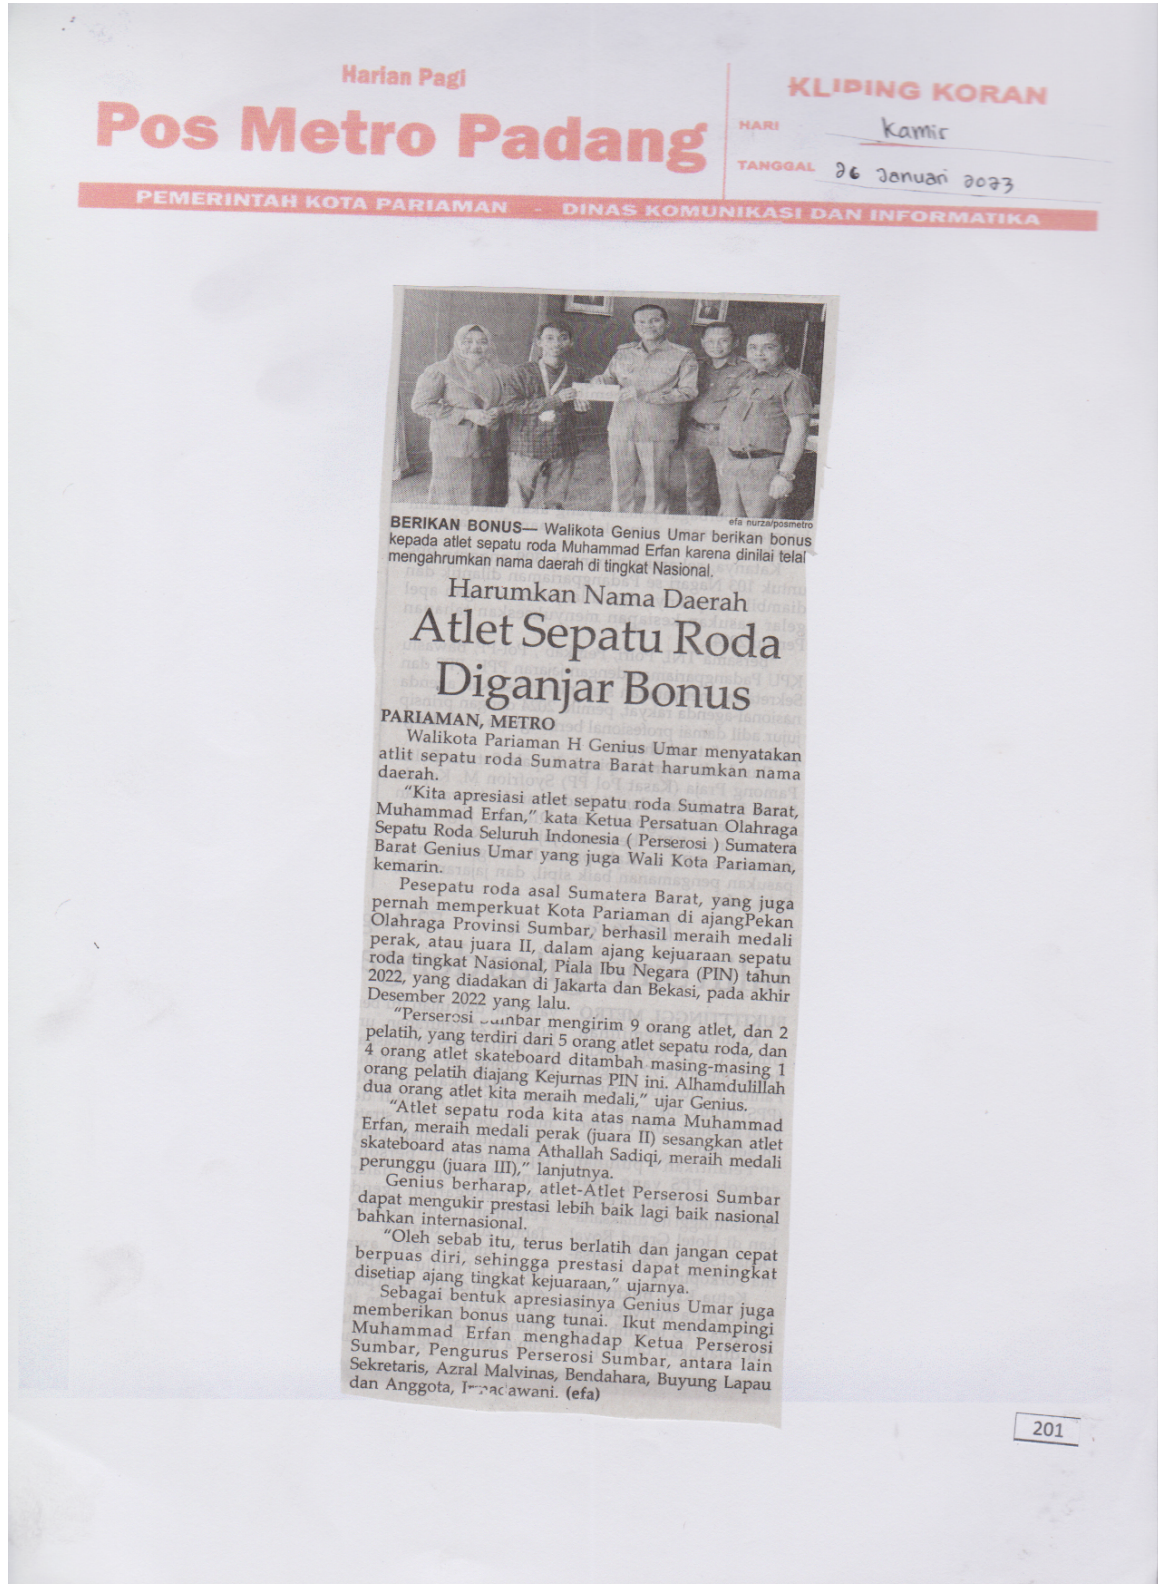 Harian Pagi
Pos Metro Padang
KLIPING KORAN
HARI Kamis
TANGGAL 26 Januari 2023
PEMERINTAH KOTA PARIAMAN - DINAS KOMUNIKASI DAN INFORMATIKA
efa nurza/posmetro
BERIKAN BONUS— Walikota Genius Umar berikan bonus
kepada atlet sepatu roda Muhammad Erfan karena dinilai telal
mengahrumkan nama daerah di tingkat Nasional.
Harumkan Nama Daerah
Atlet Sepatu Roda
Diganjar Bonus
PARIAMAN, METRO
Walikota Pariaman H Genius Umar menyatakan
atlit sepatu roda Sumatra Barat harumkan nama
daerah.
"Kita apresiasi atlet sepatu roda Sumatra Barat,
Muhammad Erfan," kata Ketua Persatuan Olahraga
Sepatu Roda Seluruh Indonesia ( Perserosi ) Sumatera
Barat Genius Umar yang juga Wali Kota Pariaman,
kemarin.
Pesepatu roda asal Sumatera Barat, yang juga
pernah memperkuat Kota Pariaman di ajangPekan
Olahraga Provinsi Sumbar, berhasil meraih medali
perak, atau juara II, dalam ajang kejuaraan sepatu
roda tingkat Nasional, Piala Ibu Negara (PIN) tahun
2022, yang diadakan di Jakarta dan Bekasi, pada akhir
Desember 2022 yang lalu.
"Perserosi Sumbar mengirim 9 orang atlet, dan 2
pelatih, yang terdiri dari 5 orang atlet sepatu roda, dan
4 orang atlet skateboard ditambah masing-masing 1
orang pelatih diajang Kejurnas PIN ini. Alhamdulillah
dua orang atlet kita meraih medali," ujar Genius.
"Atlet sepatu roda kita atas nama Muhammad
Erfan, meraih medali perak (juara II) sesangkan atlet
skateboard atas nama Athallah Sadiqi, meraih medali
perunggu (juara III)," lanjutnya.
Genius berharap, atlet-Atlet Perserosi Sumbar
dapat mengukir prestasi lebih baik lagi baik nasional
bahkan internasional.
"Oleh sebab itu, terus berlatih dan jangan cepat
berpuas diri, sehingga prestasi dapat meningkat
disetiap ajang tingkat kejuaraan," ujarnya.
Sebagai bentuk apresiasinya Genius Umar juga
memberikan bonus uang tunai. Ikut mendampingi
Muhammad Erfan menghadap Ketua Perserosi
Sumbar, Pengurus Perserosi Sumbar, antara lain
Sekretaris, Azral Malvinas, Bendahara, Buyung Lapau
dan Anggota, (efa)
201